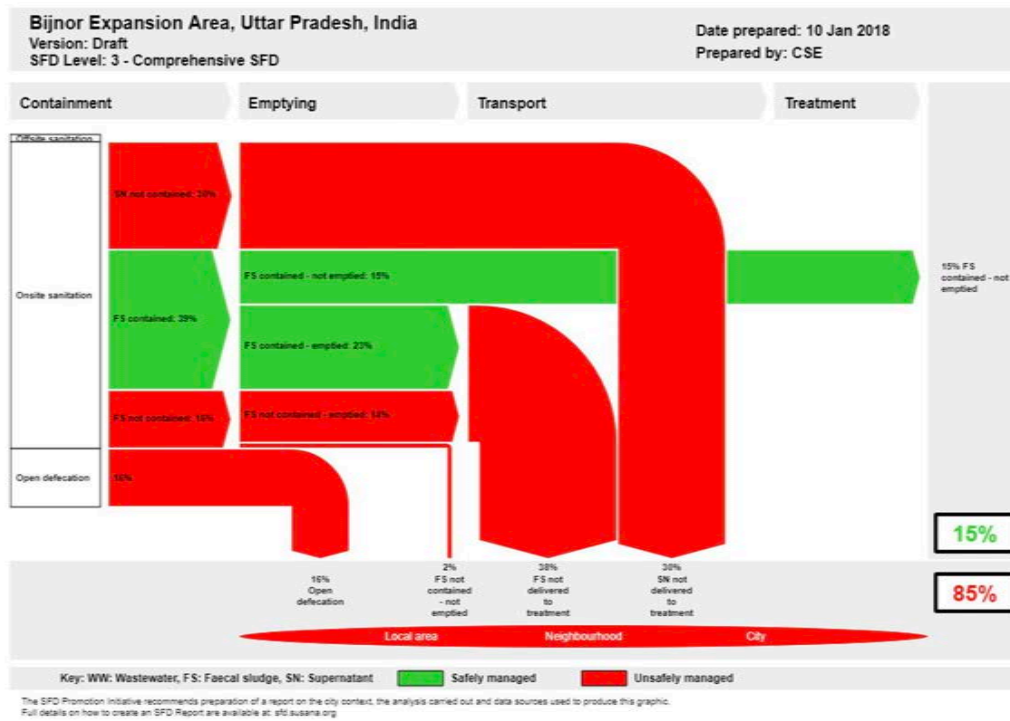 Bijnor Expansion Area, Uttar Pradesh, India
Version: Draft
SFD Level: 3 - Comprehensive SFD
Date prepared: 10 Jan 2018
Prepared by: CSE
Containment
Emptying
Transport
Treatment
Offsite sanitation
SN not contained: 30%
FS contained - not emptied: 15%
15% FS
contained - not
emptied
Onsite sanitation
FS contained: 39%
FS contained - emptied: 23%
FS not contained: 16%
FS not contained - emptied: 14%
Open defecation
16%
15%
85%
16%
Open
defecation
2%
FS not
contained
- not
emptied
38%
FS not
delivered
to
treatment
30%
SN not
delivered
to
treatment
Local area
Neighbourhood
City
Key: WW: Wastewater, FS: Faecal sludge, SN: Supernatant
Safely managed
Unsafely managed
The SFD Promotion Initiative recommends preparation of a report on the city context, the analysis carried out and data sources used to produce this graphic.
Full details on how to create an SFD Report are available at: sfd.susana.org